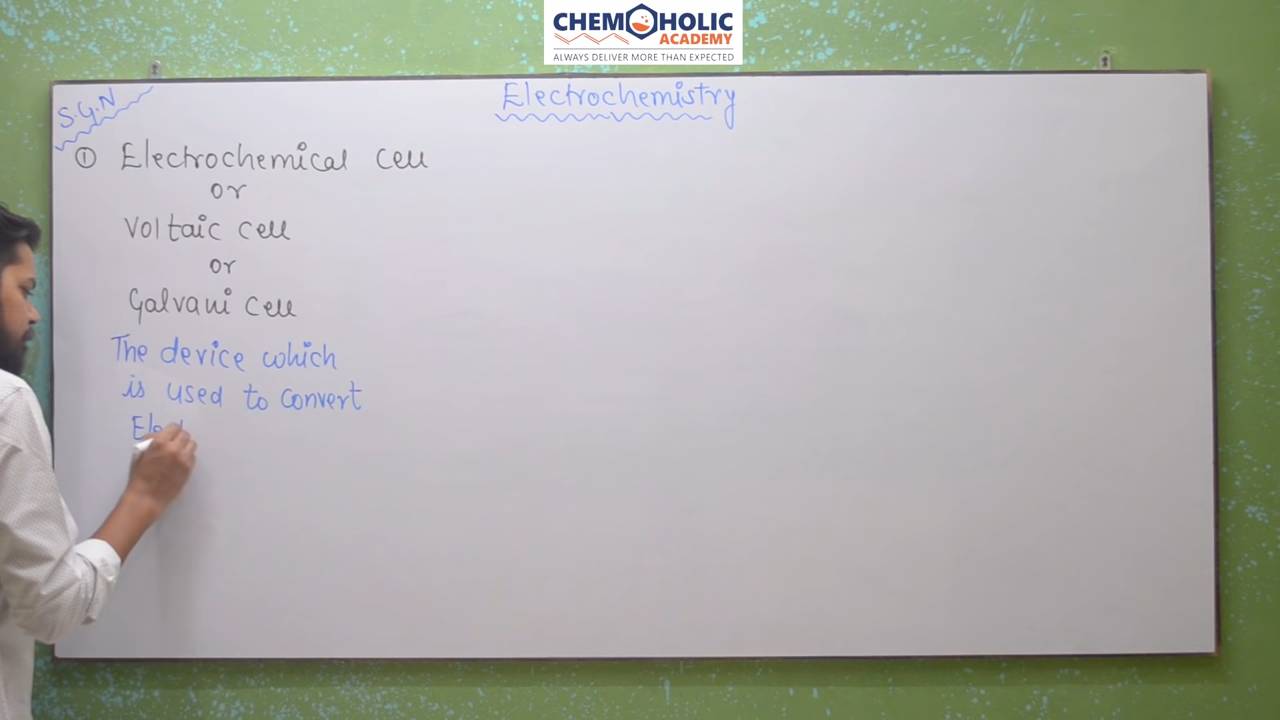 CHEMOHOLIC
ACADEMY
ALWAYS DELIVER MORE THAN EXPECTED
S.G.N
Electrochemistry
① Electrochemical cell
or
Voltaic cell
or
Galvani cell
The device which
is used to convert